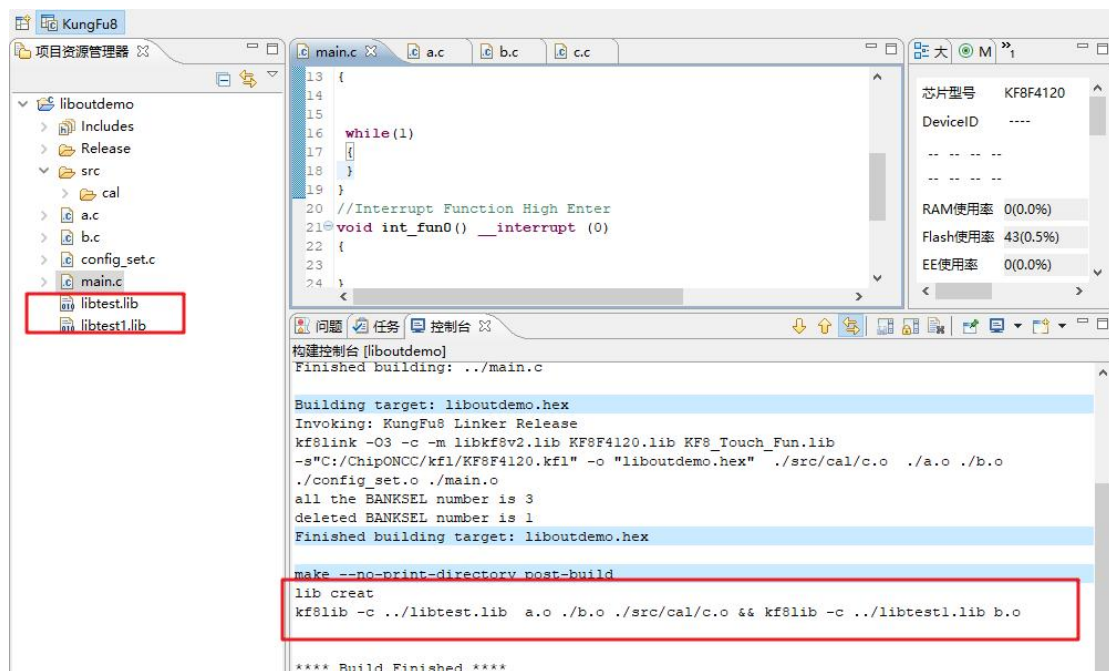 KungFu8
项目资源管理器
liboutdemo
Includes
Release
src
cal
a.c
b.c
config_set.c
main.c
libtest.lib
libtest1.lib
main.c
a.c
b.c
c.c
13 {
14
15
16 while(1)
17 {
18 }
19 }
20 //Interrupt Function High Enter
21 void int_fun0() __interrupt (0)
22 {
23
24 }
大 M »1
芯片型号 KF8F4120
DeviceID ----
-- -- -- --
-- -- -- --
RAM使用率 0(0.0%)
Flash使用率 43(0.5%)
EE使用率 0(0.0%)
问题 任务 控制台
构建控制台 [liboutdemo]
Finished building: ../main.c
Building target: liboutdemo.hex
Invoking: KungFu8 Linker Release
kf8link -O3 -c -m libkf8v2.lib KF8F4120.lib KF8_Touch_Fun.lib
-s"C:/ChipONCC/kfl/KF8F4120.kfl" -o "liboutdemo.hex" ./src/cal/c.o ./a.o ./b.o
./config_set.o ./main.o
all the BANKSEL number is 3
deleted BANKSEL number is 1
Finished building target: liboutdemo.hex
make --no-print-directory post-build
lib creat
kf8lib -c ../libtest.lib a.o ./b.o ./src/cal/c.o && kf8lib -c ../libtest1.lib b.o
**** Build Finished ****